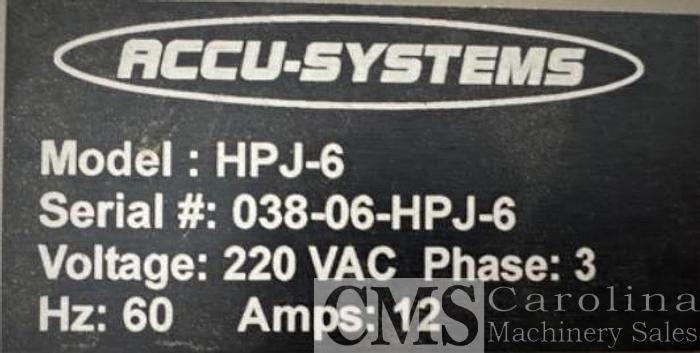 ACCU-SYSTEMS
Model : HPJ-6
Serial #: 038-06-HPJ-6
Voltage: 220 VAC Phase: 3
Hz: 60 Amps: 12
CMS Carolina
Machinery Sales